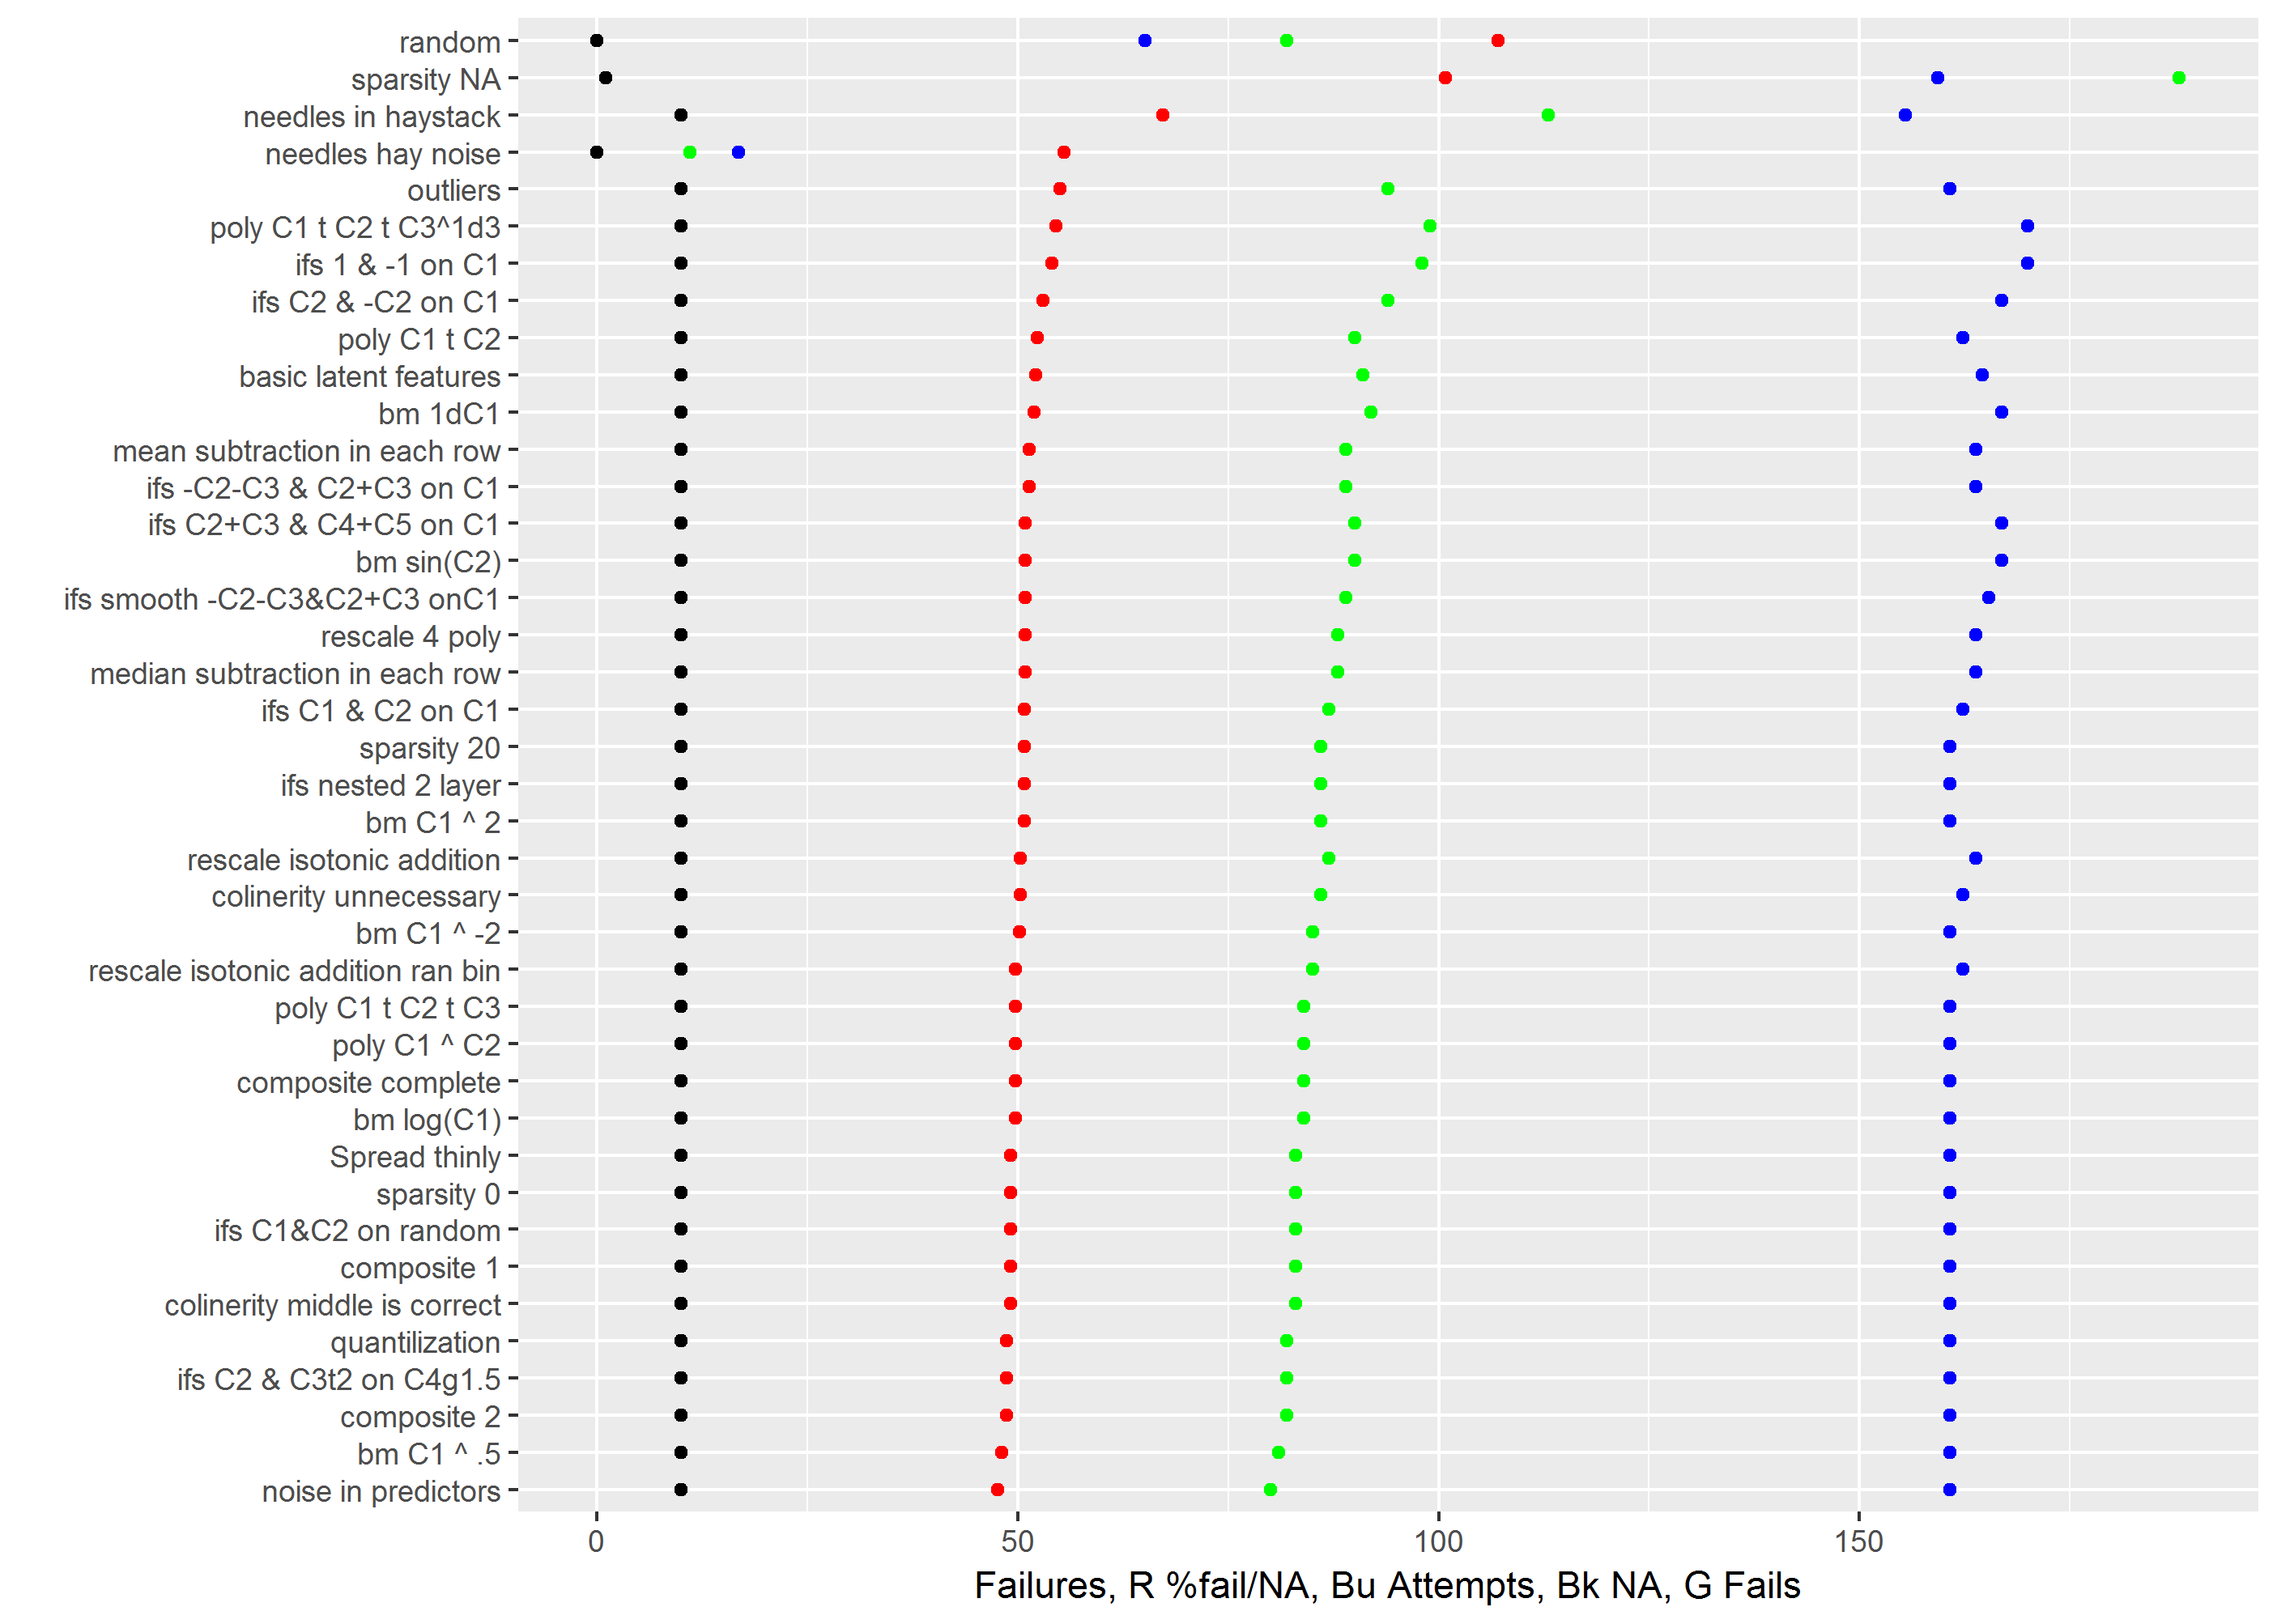 random
sparsity NA
needles in haystack
needles hay noise
outliers
poly C1 t C2 t C3^1d3
ifs 1 & -1 on C1
ifs C2 & -C2 on C1
poly C1 t C2
basic latent features
bm 1dC1
mean subtraction in each row
ifs -C2-C3 & C2+C3 on C1
ifs C2+C3 & C4+C5 on C1
bm sin(C2)
ifs smooth -C2-C3&C2+C3 onC1
rescale 4 poly
median subtraction in each row
ifs C1 & C2 on C1
sparsity 20
ifs nested 2 layer
bm C1 ^ 2
rescale isotonic addition
colinerity unnecessary
bm C1 ^ -2
rescale isotonic addition ran bin
poly C1 t C2 t C3
poly C1 ^ C2
composite complete
bm log(C1)
Spread thinly
sparsity 0
ifs C1&C2 on random
composite 1
colinerity middle is correct
quantilization
ifs C2 & C3t2 on C4g1.5
composite 2
bm C1 ^ .5
noise in predictors
0 50 100 150
Failures, R %fail/NA, Bu Attempts, Bk NA, G Fails